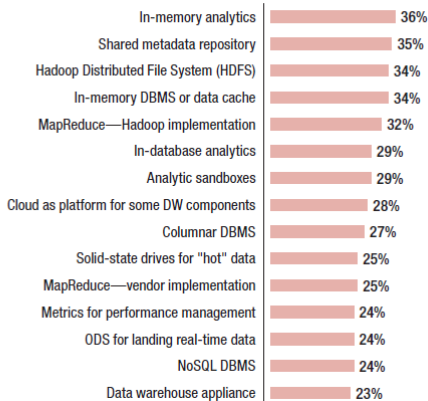 In-memory analytics 36%
Shared metadata repository 35%
Hadoop Distributed File System (HDFS) 34%
In-memory DBMS or data cache 34%
MapReduce—Hadoop implementation 32%
In-database analytics 29%
Analytic sandboxes 29%
Cloud as platform for some DW components 28%
Columnar DBMS 27%
Solid-state drives for "hot" data 25%
MapReduce—vendor implementation 25%
Metrics for performance management 24%
ODS for landing real-time data 24%
NoSQL DBMS 24%
Data warehouse appliance 23%